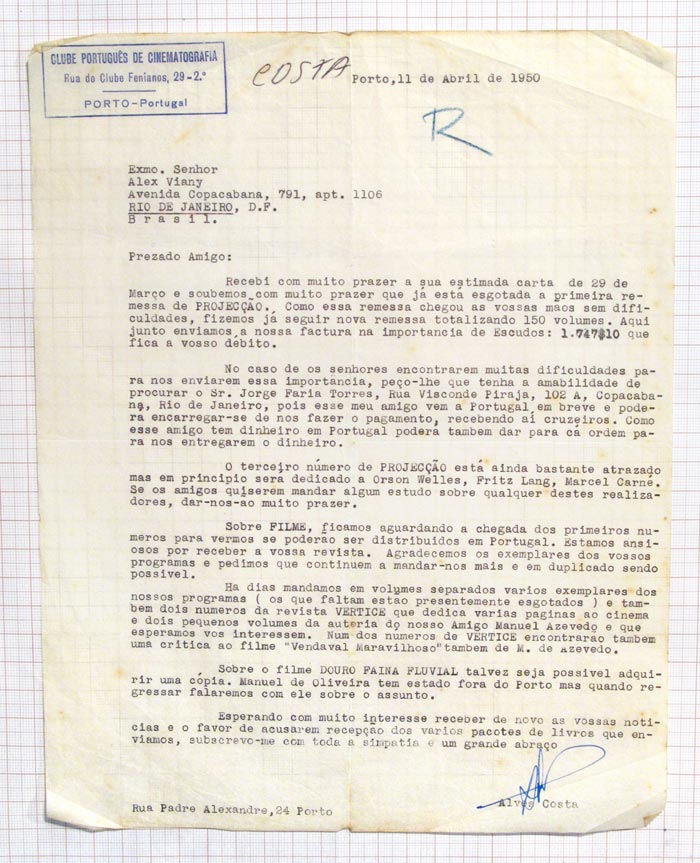 CLUBE PORTUGUÊS DE CINEMATOGRAFIA
Rua do Clube Fenianos, 29-2.º
PORTO-Portugal
COSTA
Porto,11 de Abril de 1950
R
Exmo. Senhor
Alex Viany
Avenida Copacabana, 791, apt. 1106
RIO DE JANEIRO, D.F.
B r a s i l.
Prezado Amigo:
Recebi com muito prazer a sua estimada carta de 29 de
Março e soubemos com muito prazer que já está esgotada a primeira re-
messa de PROJECÇÃO. Como essa remessa chegou as vossas mãos sem difi-
culdades, fizemos já seguir nova remessa totalizando 150 volumes. Aqui
junto enviamos a nossa factura na importancia de Escudos: 1.747$10 que
fica a vosso debito.
No caso de os senhores encontrarem muitas dificuldades pa-
ra nos enviarem essa importancia, peço-lhe que tenha a amabilidade de
procurar o Sr. Jorge Faria Torres, Rua Visconde Piraja, 102 A, Copacaba-
na, Rio de Janeiro, pois esse meu amigo vem a Portugal em breve e pode-
ra encarregar-se de nos fazer o pagamento, recebendo aí cruzeiros. Como
esse amigo tem dinheiro em Portugal poderá tambem dar para cá ordem pa-
ra nos entregarem o dinheiro.
O terceiro número de PROJECÇÃO está ainda bastante atrazado
mas em principio sera dedicado a Orson Welles, Fritz Lang, Marcel Carné.
Se os amigos quiserem mandar algum estudo sobre qualquer destes realiza-
dores, dar-nos-ao muito prazer.
Sobre FILME, ficamos aguardando a chegada dos primeiros nu-
meros para vermos se poderão ser distribuidos em Portugal. Estamos ansi-
osos por receber a vossa revista. Agradecemos os exemplares dos vossos
programas e pedimos que continuem a mandar-nos mais e em duplicado sendo
possivel.
Ha dias mandamos em volumes separados varios exemplares dos
nossos programas ( os que faltam estão presentemente esgotados ) e tam-
bem dois numeros da revista VERTICE que dedica varias paginas ao cinema
e dois pequenos volumes da autoria do nosso Amigo Manuel Azevedo e que
esperamos vos interessem. Num dos numeros de VERTICE encontrarão tambem
uma critica ao filme "Vendaval Maravilhoso" tambem de M. de Azevedo.
Sobre o filme DOURO FAINA FLUVIAL talvez seja possivel adqui-
rir uma cópia. Manuel de Oliveira tem estado fora do Porto mas quando re-
gressar falaremos com ele sobre o assunto.
Esperando com muito interesse receber de novo as vossas noti-
cias e o favor de acusarem recepção dos varios pacotes de livros que en-
viamos, subscrevo-me com toda a simpatia e um grande abraço
Alves Costa
Rua Padre Alexandre,24 Porto